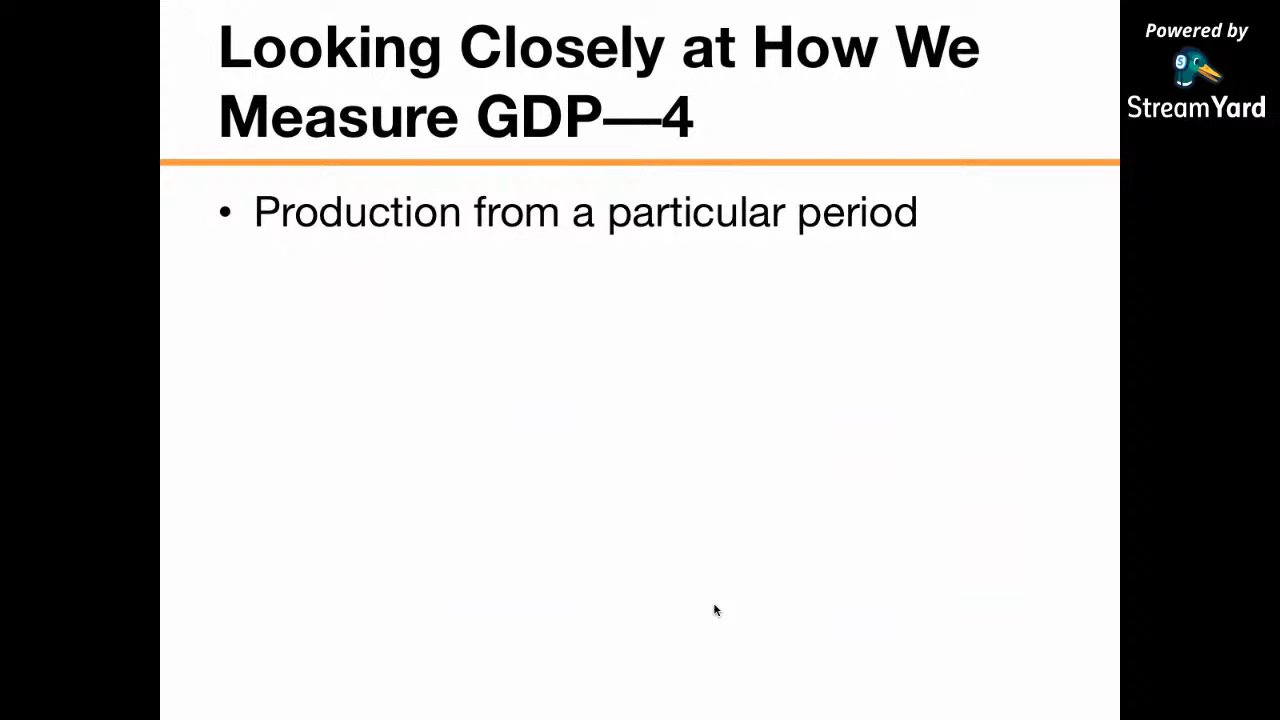 Looking Closely at How We
Measure GDP—4
• Production from a particular period
Powered by
StreamYard